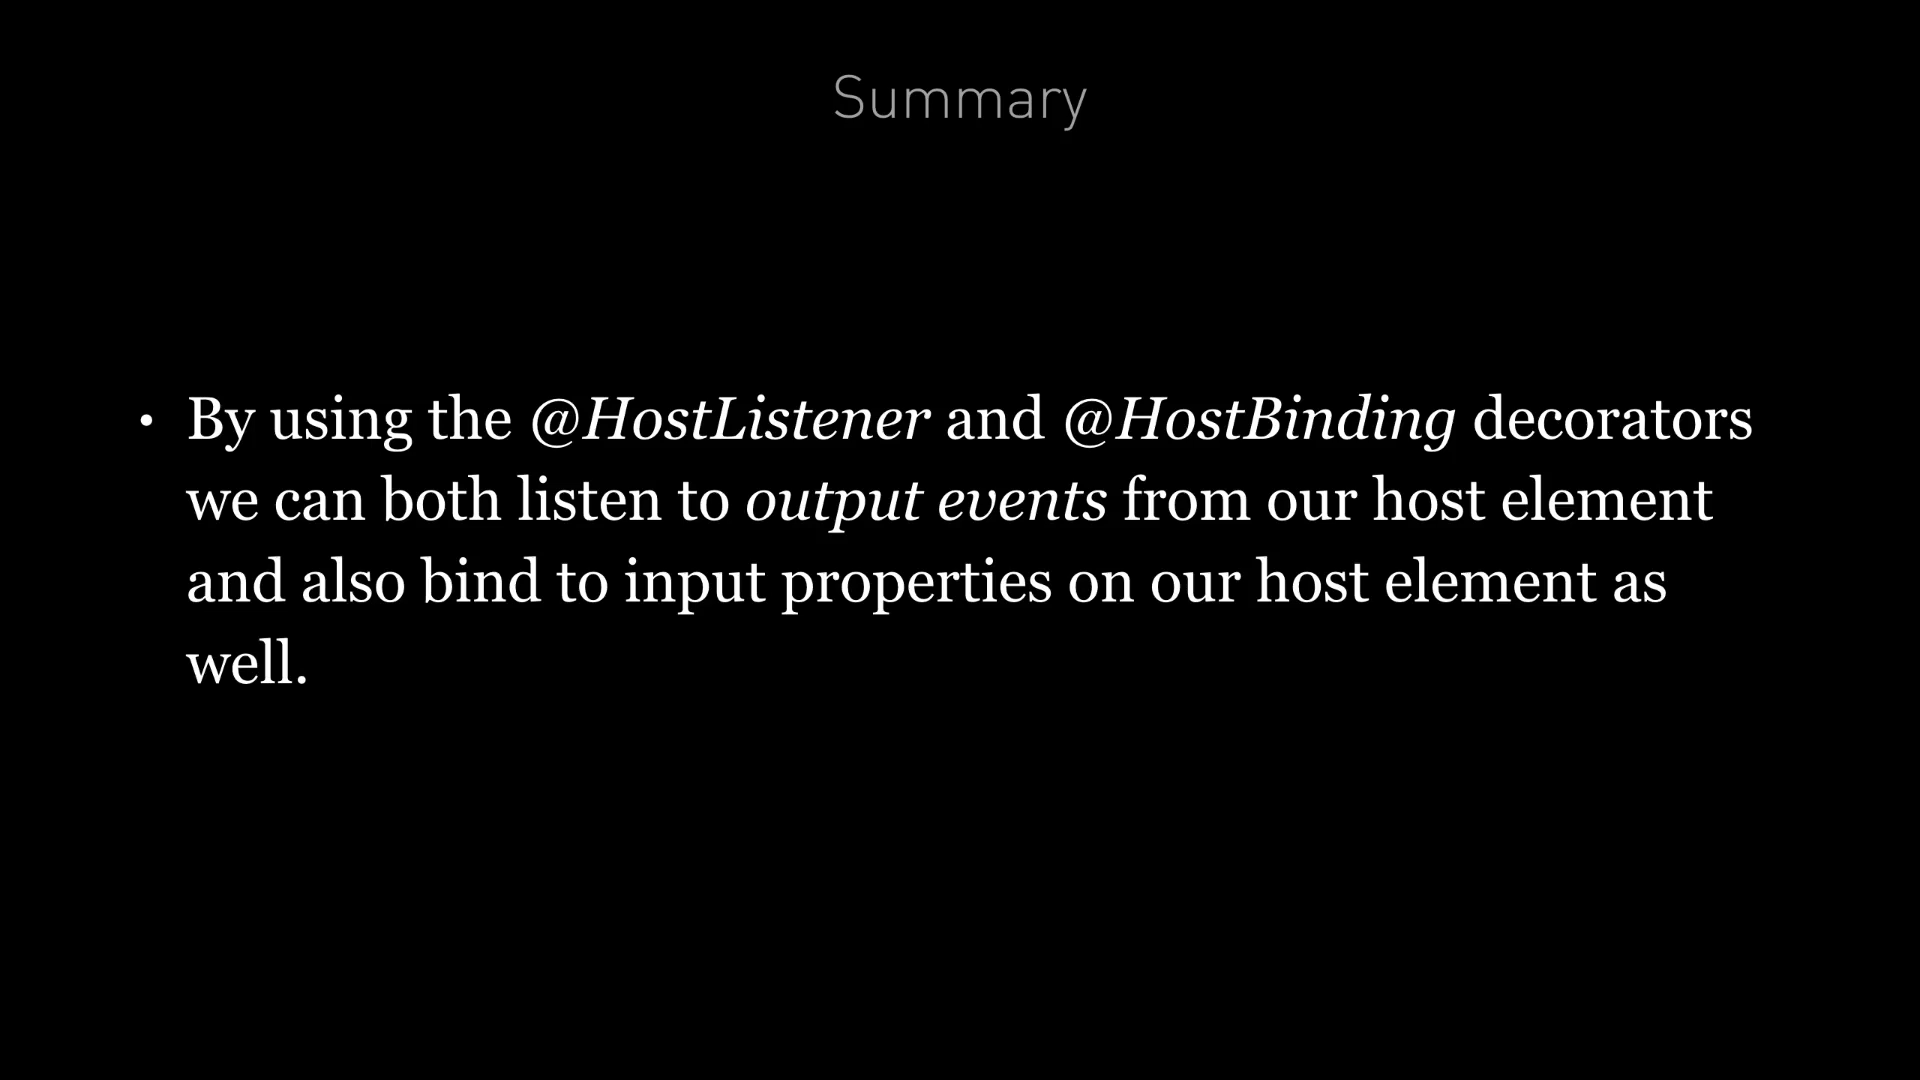 Summary
• By using the @HostListener and @HostBinding decorators
we can both listen to output events from our host element
and also bind to input properties on our host element as
well.